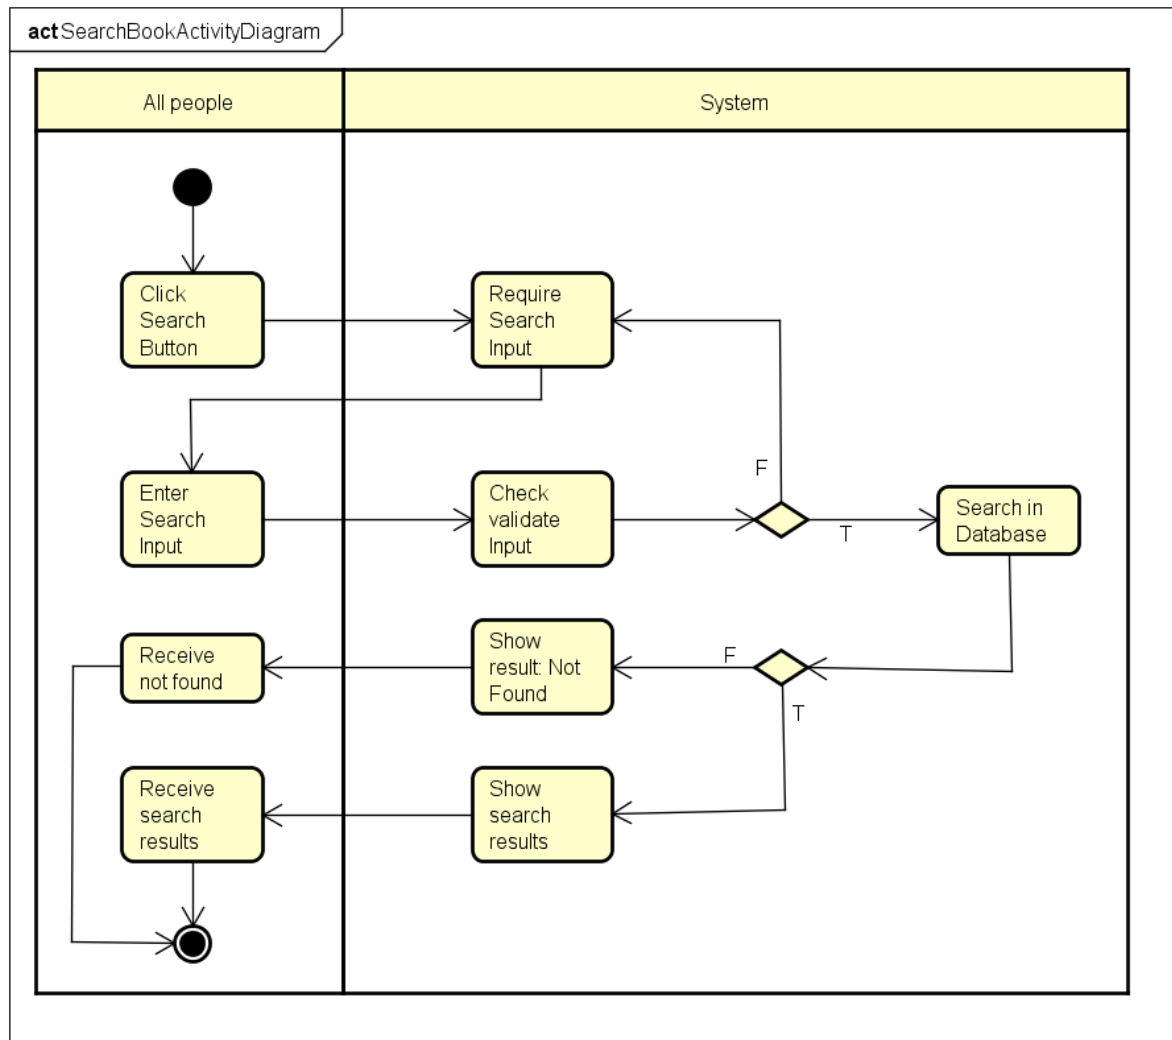 act SearchBookActivityDiagram
All people
System
Click
Search
Button
Require
Search
Input
F
Enter
Search
Input
Check
validate
Input
T
Search in
Database
Receive
not found
Show
result: Not
Found
F
T
Receive
search
results
Show
search
results